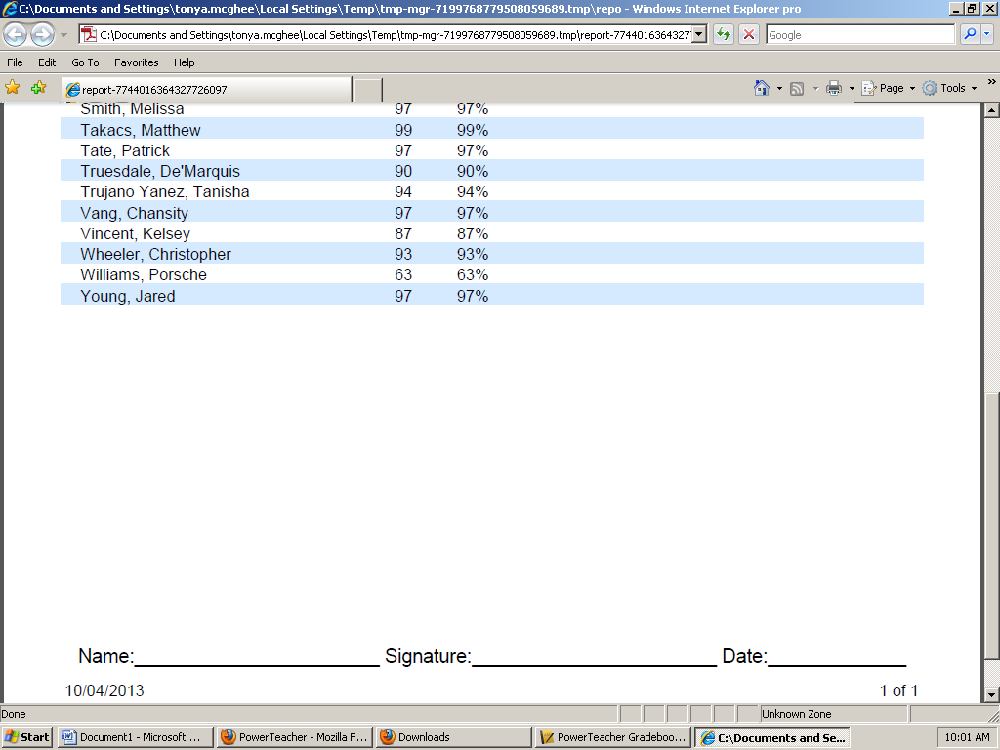 C:\Documents and Settings\tonya.mcghee\Local Settings\Temp\tmp-mgr-7199768779508059689.tmp\repo - Windows Internet Explorer pro
C:\Documents and Settings\tonya.mcghee\Local Settings\Temp\tmp-mgr-7199768779508059689.tmp\report-77440163643277 Google
File Edit Go To Favorites Help
report-7744016364327726097 Page Tools »
Smith, Melissa 97 97%
Takacs, Matthew 99 99%
Tate, Patrick 97 97%
Truesdale, De'Marquis 90 90%
Trujano Yanez, Tanisha 94 94%
Vang, Chansity 97 97%
Vincent, Kelsey 87 87%
Wheeler, Christopher 93 93%
Williams, Porsche 63 63%
Young, Jared 97 97%
Name:_______________________ Signature:_______________________ Date:_____________
10/04/2013 1 of 1
Done Unknown Zone
Start Document1 - Microsoft ... PowerTeacher - Mozilla F... Downloads PowerTeacher Gradeboo... C:\Documents and Se... 10:01 AM